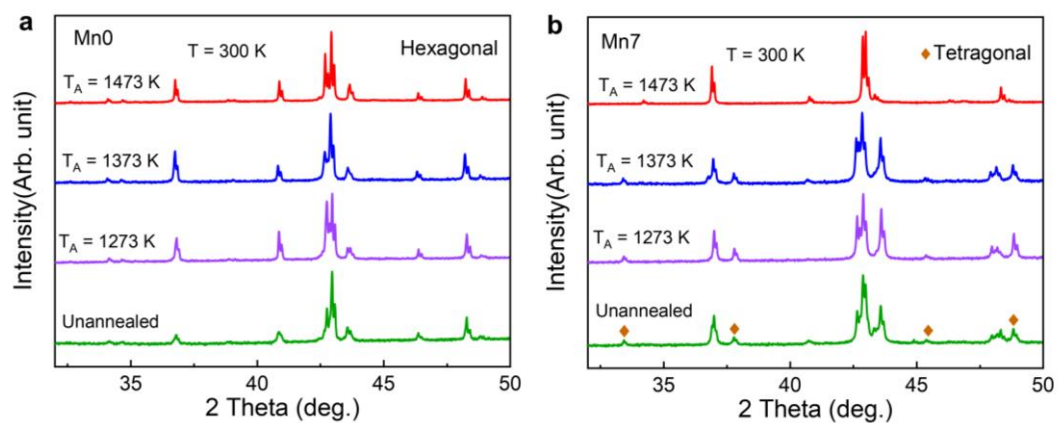 a
Mn0
T = 300 K
Hexagonal
T_A = 1473 K
T_A = 1373 K
T_A = 1273 K
Unannealed
Intensity(Arb. unit)
35 40 45 50
2 Theta (deg.)
b
Mn7
T = 300 K
◆Tetragonal
T_A = 1473 K
T_A = 1373 K
T_A = 1273 K
Unannealed
Intensity(Arb. unit)
35 40 45 50
2 Theta (deg.)